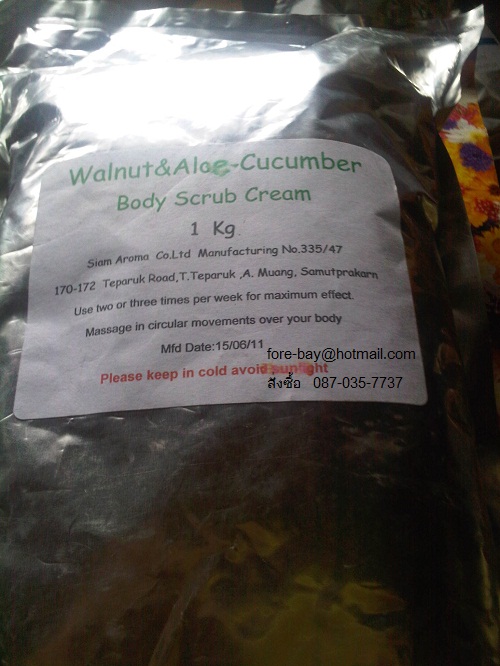 Walnut&Aloe-Cucumber
Body Scrub Cream
1 Kg.
Siam Aroma Co.Ltd Manufacturing No.335/47
170-172 Teparuk Road,T.Teparuk ,A. Muang, Samutprakarn
Use two or three times per week for maximum effect.
Massage in circular movements over your body
Mfd Date:15/06/11
fore-bay@hotmail.com
Please keep in cold avoid sunlight
สั่งซื้อ 087-035-7737